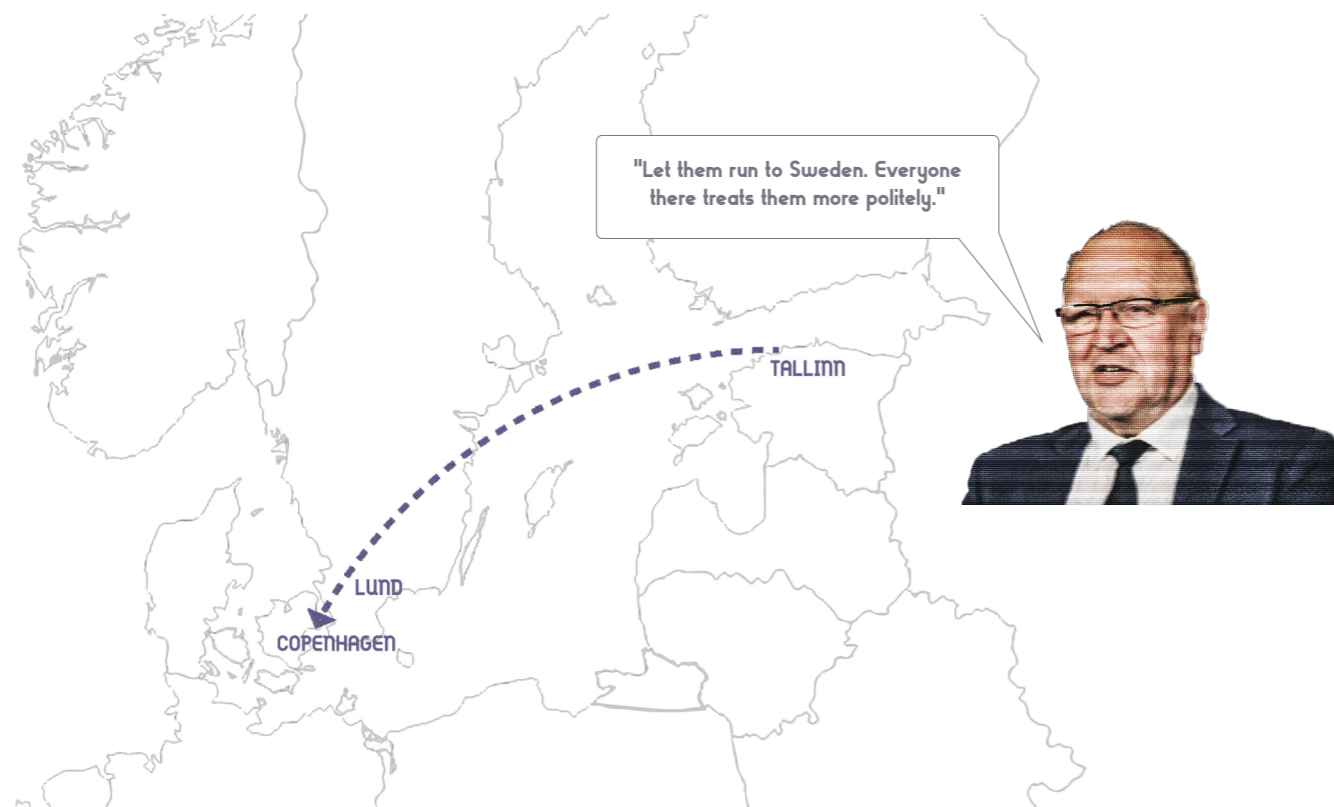 "Let them run to Sweden. Everyone
there treats them more politely."
TALLINN
LUND
COPENHAGEN